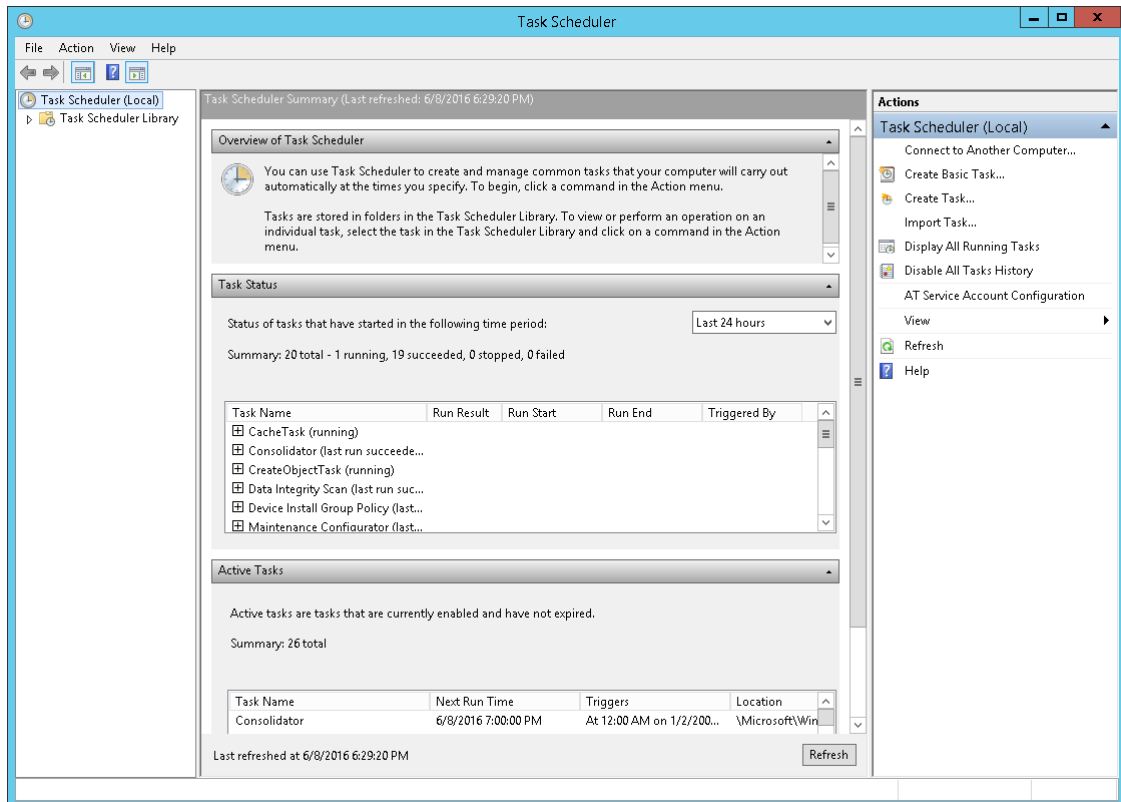 Task Scheduler
File Action View Help
Task Scheduler (Local)
Task Scheduler Library
Task Scheduler Summary (Last refreshed: 6/8/2016 6:29:20 PM)
Overview of Task Scheduler
You can use Task Scheduler to create and manage common tasks that your computer will carry out
automatically at the times you specify. To begin, click a command in the Action menu.
Tasks are stored in folders in the Task Scheduler Library. To view or perform an operation on an
individual task, select the task in the Task Scheduler Library and click on a command in the Action
menu.
Task Status
Status of tasks that have started in the following time period:
Last 24 hours
Summary: 20 total - 1 running, 19 succeeded, 0 stopped, 0 failed
Task Name Run Result Run Start Run End Triggered By
CacheTask (running)
Consolidator (last run succeede...
CreateObjectTask (running)
Data Integrity Scan (last run suc...
Device Install Group Policy (last...
Maintenance Configurator (last...
Active Tasks
Active tasks are tasks that are currently enabled and have not expired.
Summary: 26 total
Task Name Next Run Time Triggers Location
Consolidator 6/8/2016 7:00:00 PM At 12:00 AM on 1/2/200... \Microsoft\Win
Last refreshed at 6/8/2016 6:29:20 PM
Refresh
Actions
Task Scheduler (Local)
Connect to Another Computer...
Create Basic Task...
Create Task...
Import Task...
Display All Running Tasks
Disable All Tasks History
AT Service Account Configuration
View
Refresh
Help